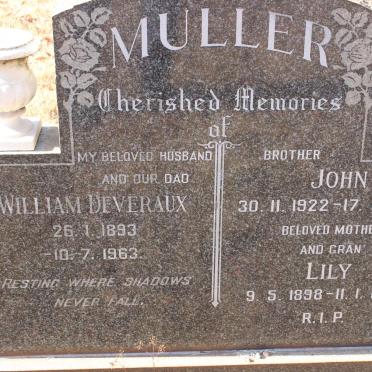 MULLER
Cherished Memories
of
MY BELOVED HUSBAND
AND OUR DAD
WILLIAM DEVERAUX
26.1.1893
-10.7.1963.
RESTING WHERE SHADOWS
NEVER FALL.
BROTHER
JOHN
30.11.1922-17.
BELOVED MOTHE
AND GRAN
LILY
9.5.1898-11.1.
R.I.P.